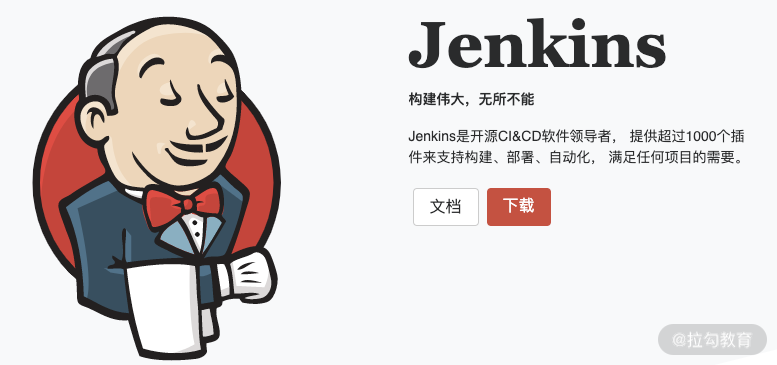 Jenkins
构建伟大，无所不能
Jenkins是开源CI&CD软件领导者， 提供超过1000个插
件来支持构建、部署、自动化， 满足任何项目的需要。
文档
下载
@拉勾教育